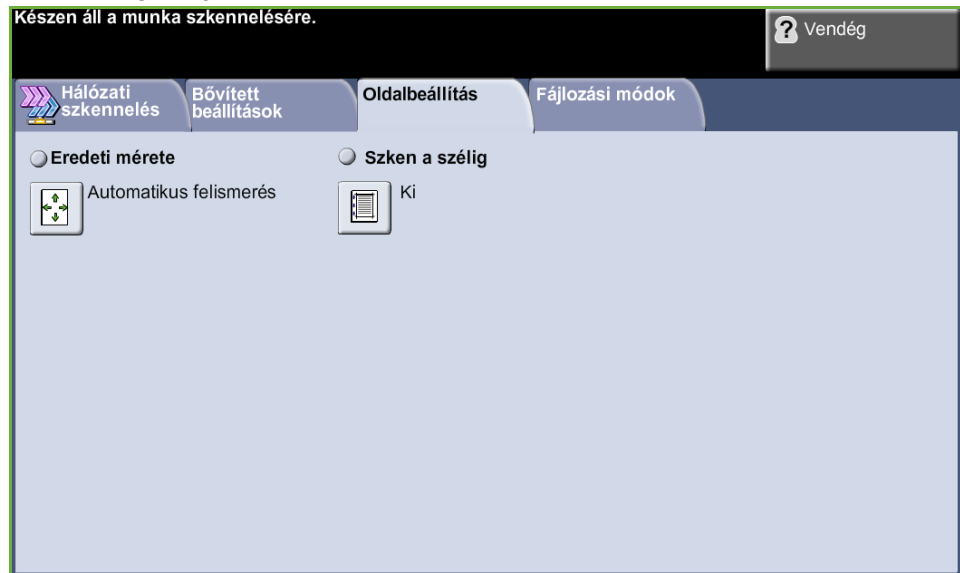 Készen áll a munka szkennelésére.
Vendég
Hálózati
szkennelés
Bővített
beállítások
Oldalbeállítás
Fájlozási módok
Eredeti mérete
Automatikus felismerés
Szken a szélig
Ki